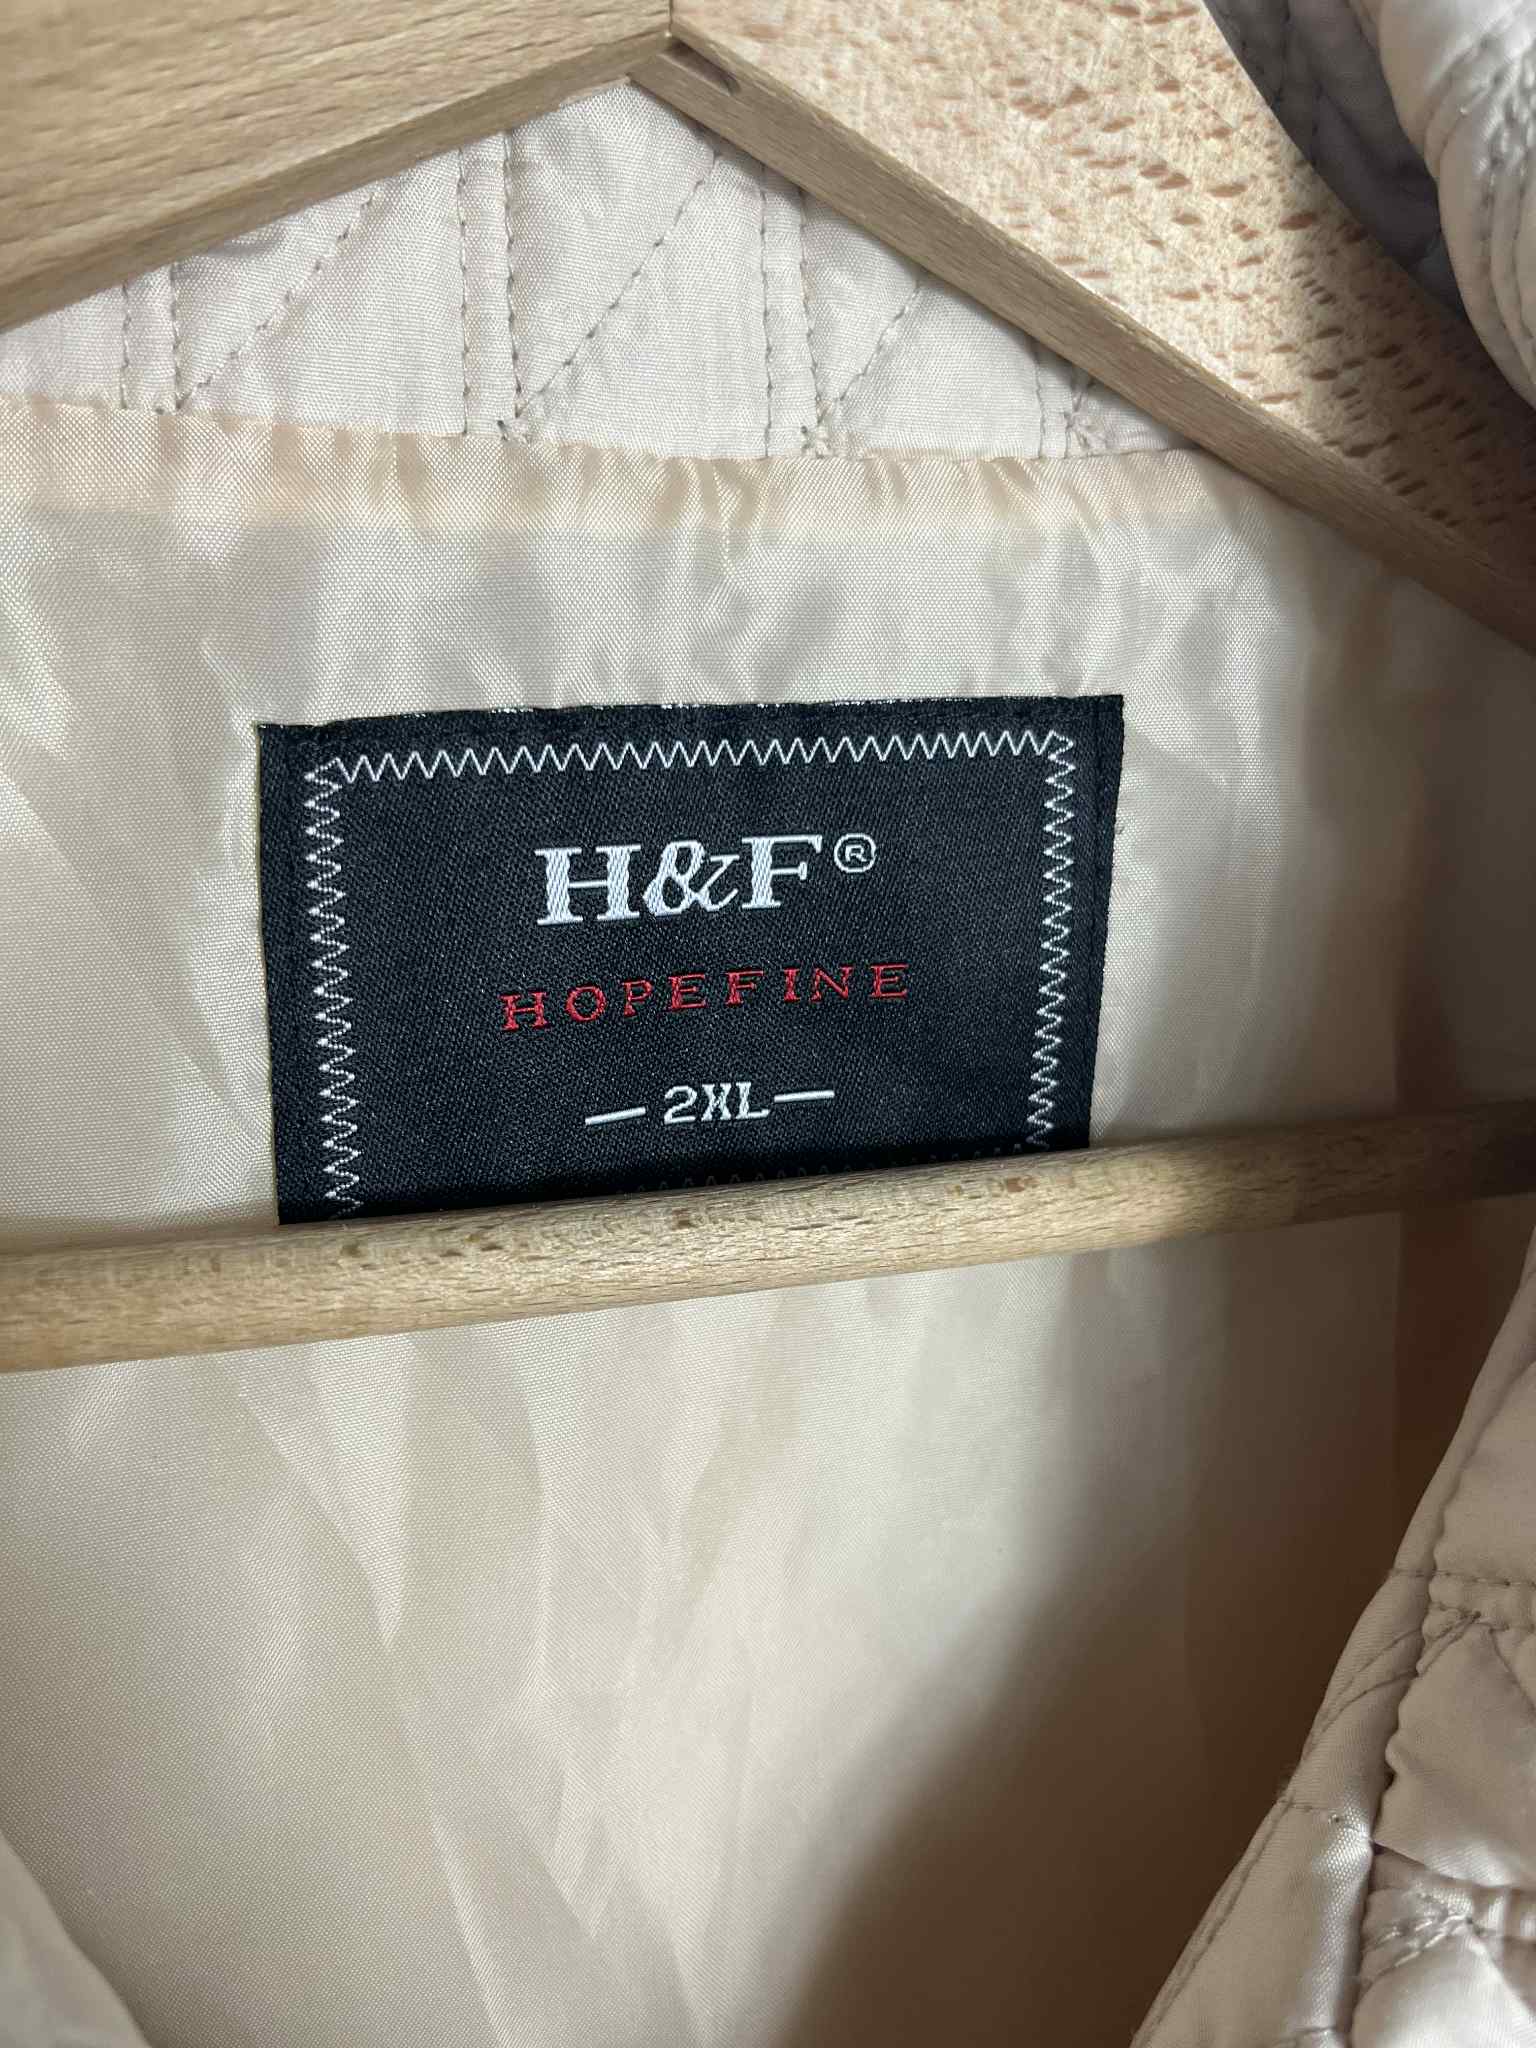 H&F®
HOPEFINE
— 2XL —